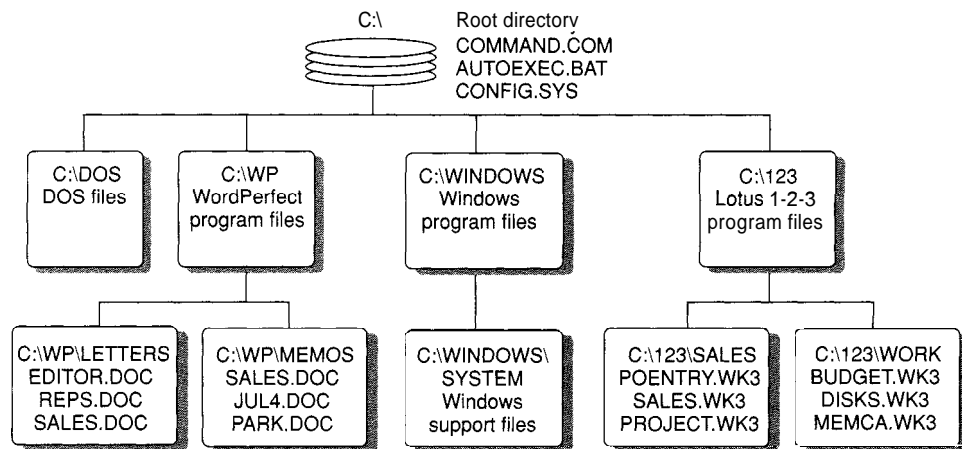 C:\
Root directory
COMMAND.COM
AUTOEXEC.BAT
CONFIG.SYS
C:\DOS
DOS files
C:\WP
WordPerfect
program files
C:\WINDOWS
Windows
program files
C:\123
Lotus 1-2-3
program files
C:\WP\LETTERS
EDITOR.DOC
REPS.DOC
SALES.DOC
C:\WP\MEMOS
SALES.DOC
JUL4.DOC
PARK.DOC
C:\WINDOWS\
SYSTEM
Windows
support files
C:\123\SALES
POENTRY.WK3
SALES.WK3
PROJECT.WK3
C:\123\WORK
BUDGET.WK3
DISKS.WK3
MEMCA.WK3